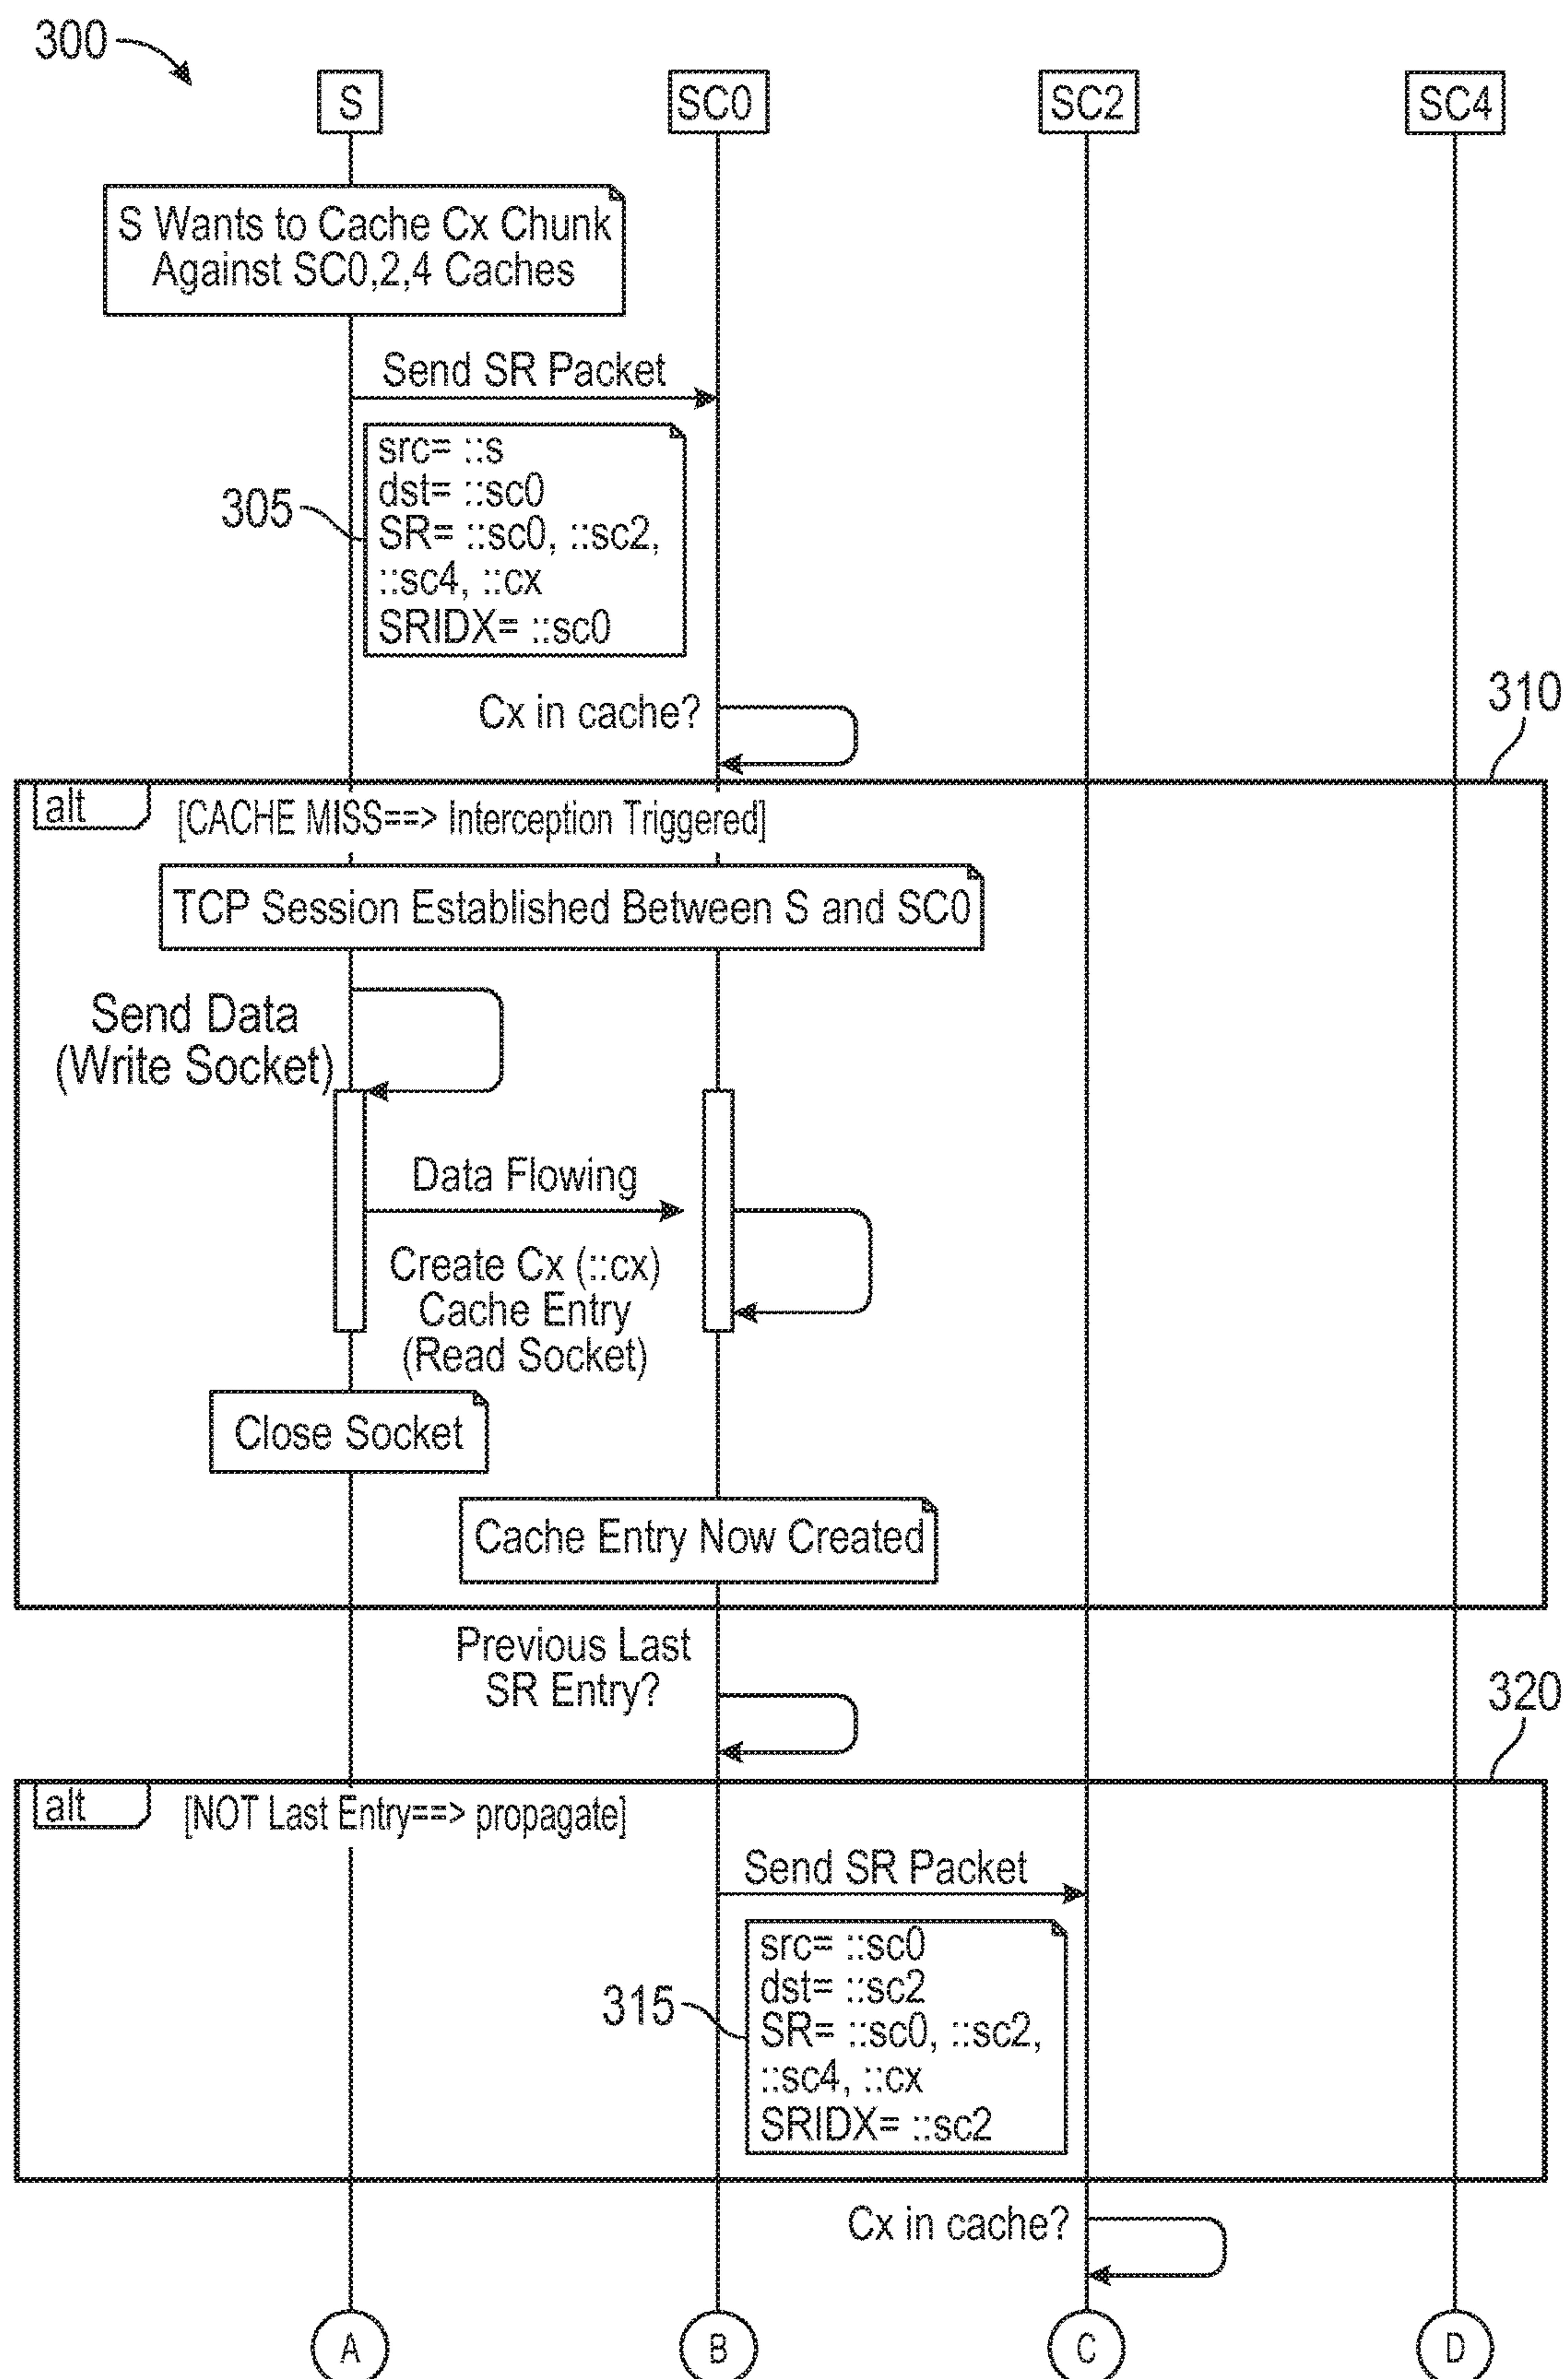 300
S
SC0
SC2
SC4
S Wants to Cache Cx Chunk
Against SC0,2,4 Caches
Send SR Packet
305
src= ::s
dst= ::sc0
SR= ::sc0, ::sc2,
::sc4, ::cx
SRIDX= ::sc0
Cx in cache?
310
alt
[CACHE MISS==> Interception Triggered]
TCP Session Established Between S and SC0
Send Data
(Write Socket)
Data Flowing
Create Cx (::cx)
Cache Entry
(Read Socket)
Close Socket
Cache Entry Now Created
Previous Last
SR Entry?
320
alt
[NOT Last Entry==> propagate]
Send SR Packet
315
src= ::sc0
dst= ::sc2
SR= ::sc0, ::sc2,
::sc4, ::cx
SRIDX= ::sc2
Cx in cache?
A
B
C
D